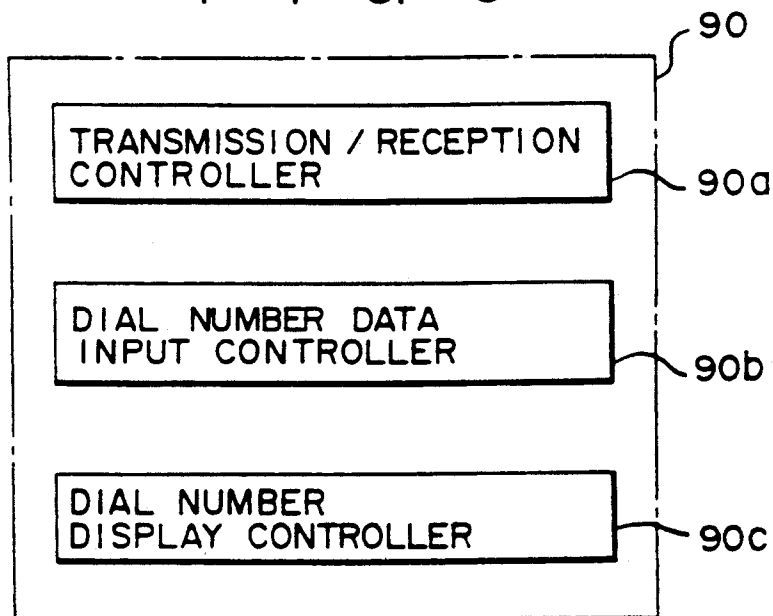 90
TRANSMISSION / RECEPTION
CONTROLLER
90a
DIAL NUMBER DATA
INPUT CONTROLLER
90b
DIAL NUMBER
DISPLAY CONTROLLER
90c